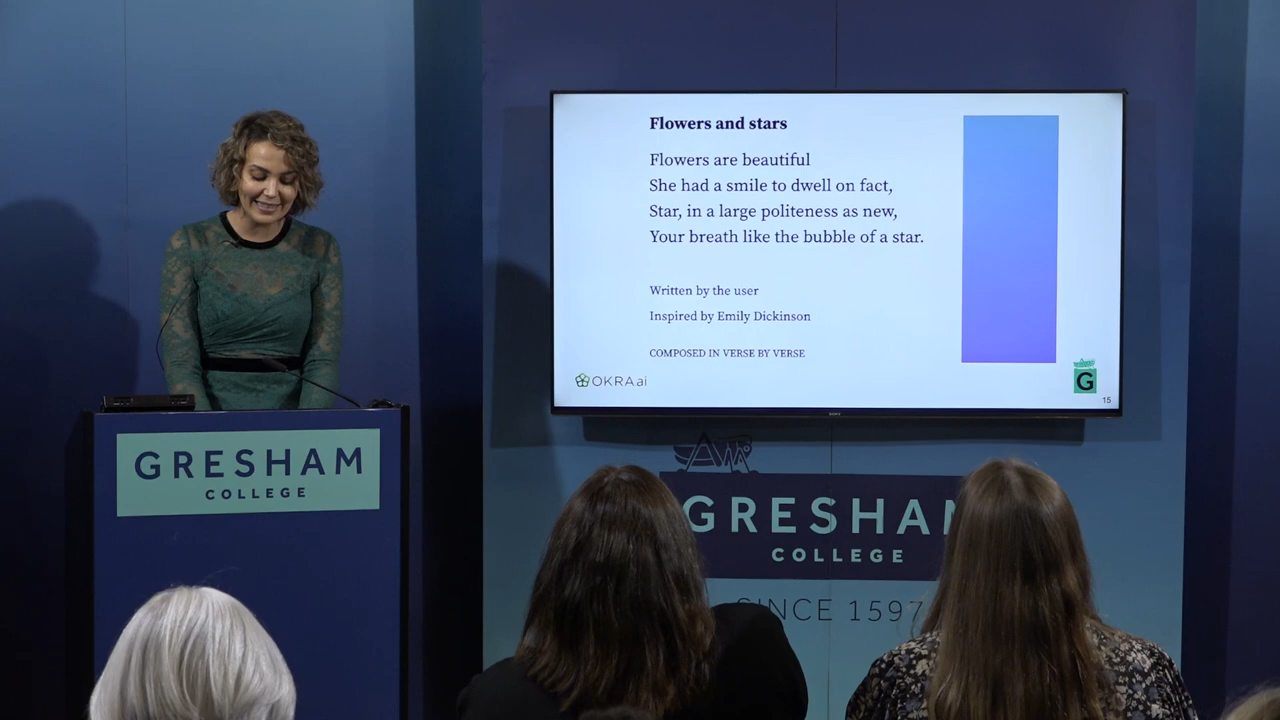 Flowers and stars
Flowers are beautiful
She had a smile to dwell on fact,
Star, in a large politeness as new,
Your breath like the bubble of a star.
Written by the user
Inspired by Emily Dickinson
COMPOSED IN VERSE BY VERSE
OKRAai
G
15
SONY
GRESHAM
COLLEGE
GRESHAM
COLLEGE
SINCE 1597